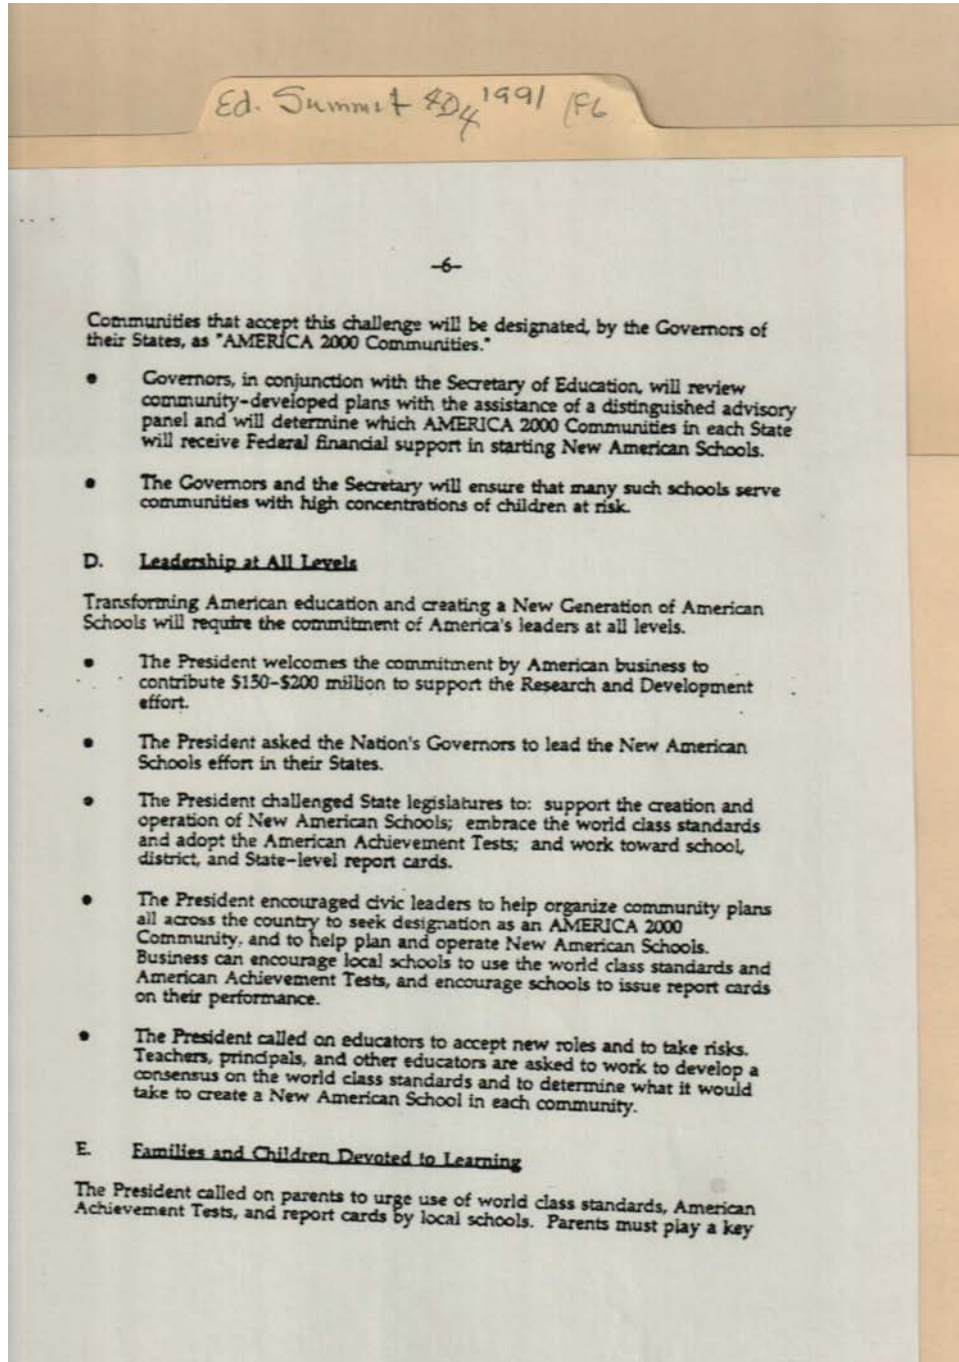 Ed. Summit 4D4 1991
-6-
Communities that accept this challenge will be designated, by the Governors of
their States, as "AMERICA 2000 Communities."
• Governors, in conjunction with the Secretary of Education, will review
community-developed plans with the assistance of a distinguished advisory
panel and will determine which AMERICA 2000 Communities in each State
will receive Federal financial support in starting New American Schools.
• The Governors and the Secretary will ensure that many such schools serve
communities with high concentrations of children at risk.
D. Leadership at All Levels
Transforming American education and creating a New Generation of American
Schools will require the commitment of America's leaders at all levels.
• The President welcomes the commitment by American business to
contribute $150-$200 million to support the Research and Development
effort.
• The President asked the Nation's Governors to lead the New American
Schools effort in their States.
• The President challenged State legislatures to: support the creation and
operation of New American Schools; embrace the world class standards
and adopt the American Achievement Tests; and work toward school,
district, and State-level report cards.
• The President encouraged civic leaders to help organize community plans
all across the country to seek designation as an AMERICA 2000
Community, and to help plan and operate New American Schools.
Business can encourage local schools to use the world class standards and
American Achievement Tests, and encourage schools to issue report cards
on their performance.
• The President called on educators to accept new roles and to take risks.
Teachers, principals, and other educators are asked to work to develop a
consensus on the world class standards and to determine what it would
take to create a New American School in each community.
E. Families and Children Devoted to Learning
The President called on parents to urge use of world class standards, American
Achievement Tests, and report cards by local schools. Parents must play a key